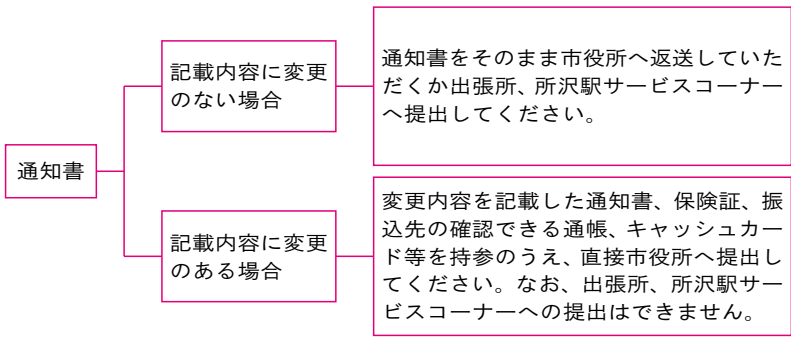 通知書
記載内容に変更
のない場合
通知書をそのまま市役所へ返送していた
だくか出張所、所沢駅サービスコーナー
へ提出してください。
記載内容に変更
のある場合
変更内容を記載した通知書、保険証、振
込先の確認できる通帳、キャッシュカー
ド等を持参のうえ、直接市役所へ提出し
てください。なお、出張所、所沢駅サー
ビスコーナーへの提出はできません。